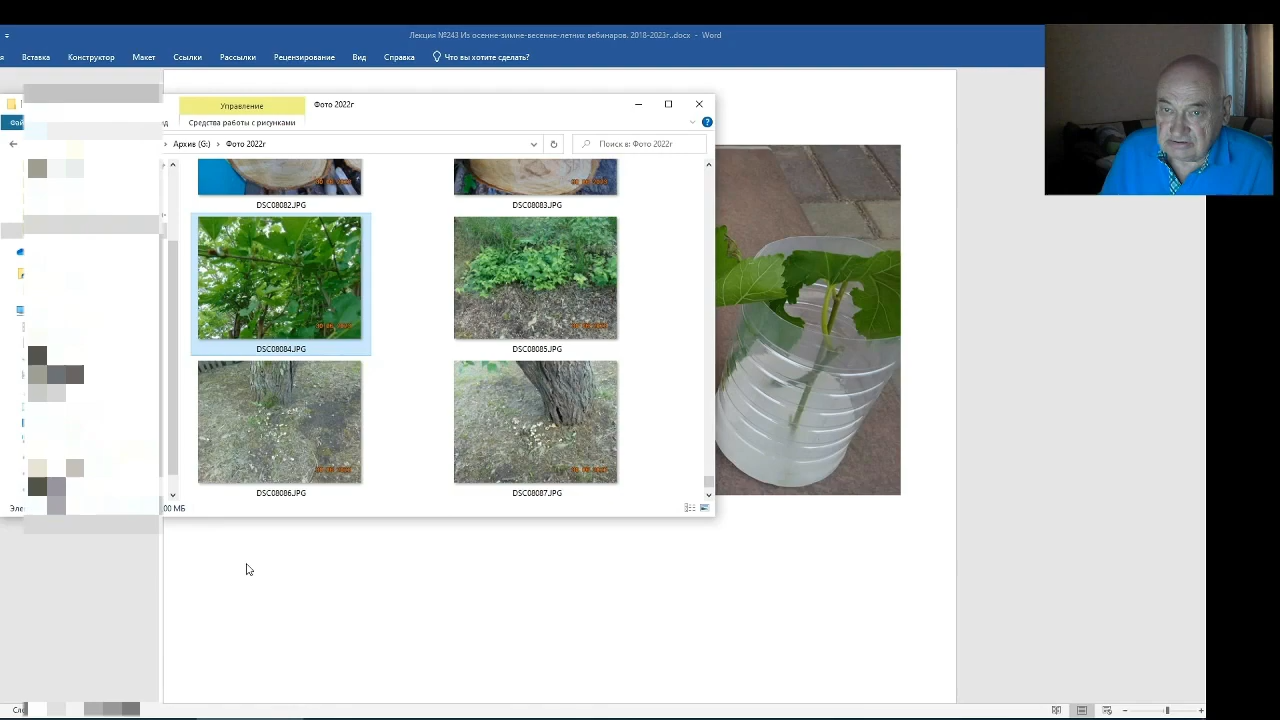 Лекция №243 Из осенне-зимне-весенне-летних вебинаров. 2018-2023г..docx - Word
я Вставка Конструктор Макет Ссылки Рассылки Рецензирование Вид Справка Что вы хотите сделать?
Управление Фото 2022г
Средства работы с рисунками
Архив (G:) › Фото 2022г
Поиск в: Фото 2022г
DSC08082.JPG DSC08083.JPG
DSC08084.JPG DSC08085.JPG
DSC08086.JPG DSC08087.JPG